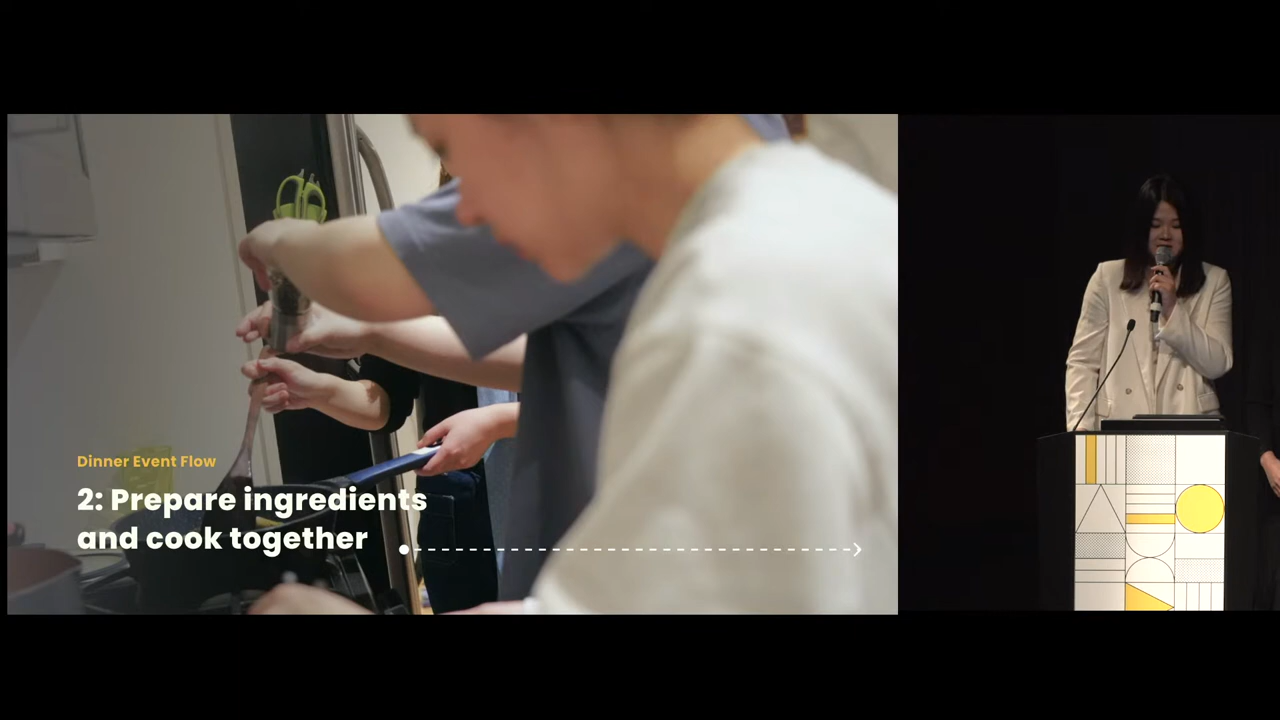 Dinner Event Flow
2: Prepare ingredients
and cook together